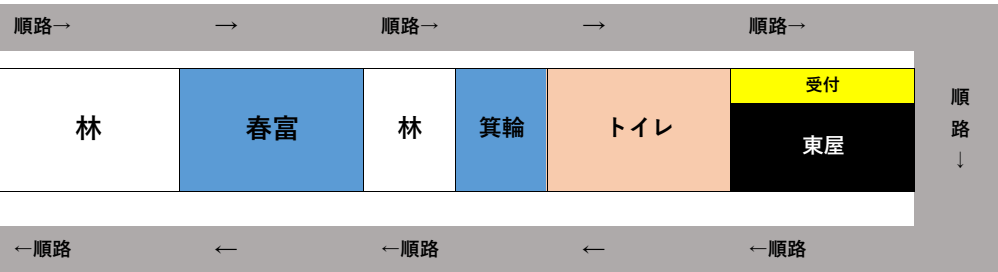 順路→ → 順路→ → 順路→
受付
林 春富 林 箕輪 トイレ
東屋
順
路
↓
←順路 ← ←順路 ← ←順路